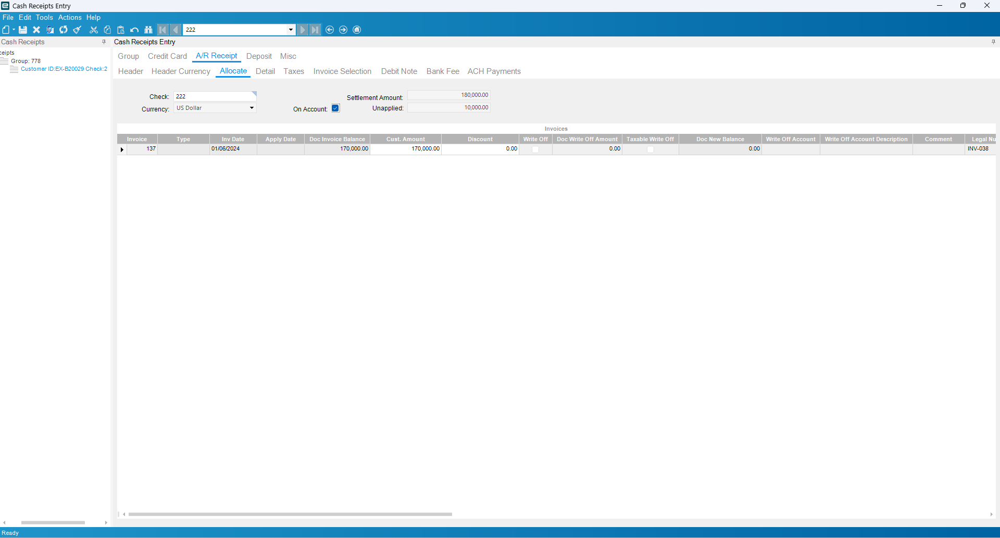 Cash Receipts Entry
File Edit Tools Actions Help
222
Cash Receipts
Cash Receipts Entry
ceipts
Group: 778
Customer ID:EX-B20029 Check:2
Group Credit Card A/R Receipt Deposit Misc
Header Header Currency Allocate Detail Taxes Invoice Selection Debit Note Bank Fee ACH Payments
Check: 222
Settlement Amount: 180,000.00
Currency: US Dollar
On Account:
Unapplied: 10,000.00
Invoices
Invoice Type Inv Date Apply Date Doc Invoice Balance Cust. Amount Discount Write Off Doc Write Off Amount Taxable Write Off Doc New Balance Write Off Account Write Off Account Description Comment Legal Nu
137 01/06/2024 170,000.00 170,000.00 0.00 0.00 0.00 INV-038
Ready